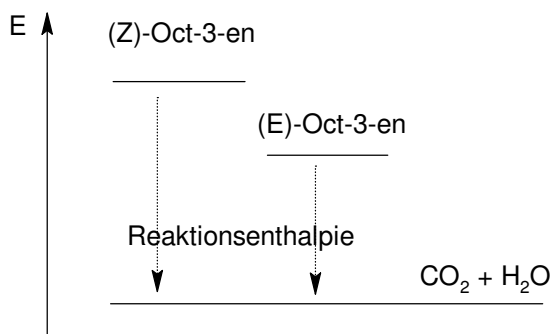 E
(Z)-Oct-3-en
(E)-Oct-3-en
Reaktionsenthalpie
CO₂ + H₂O